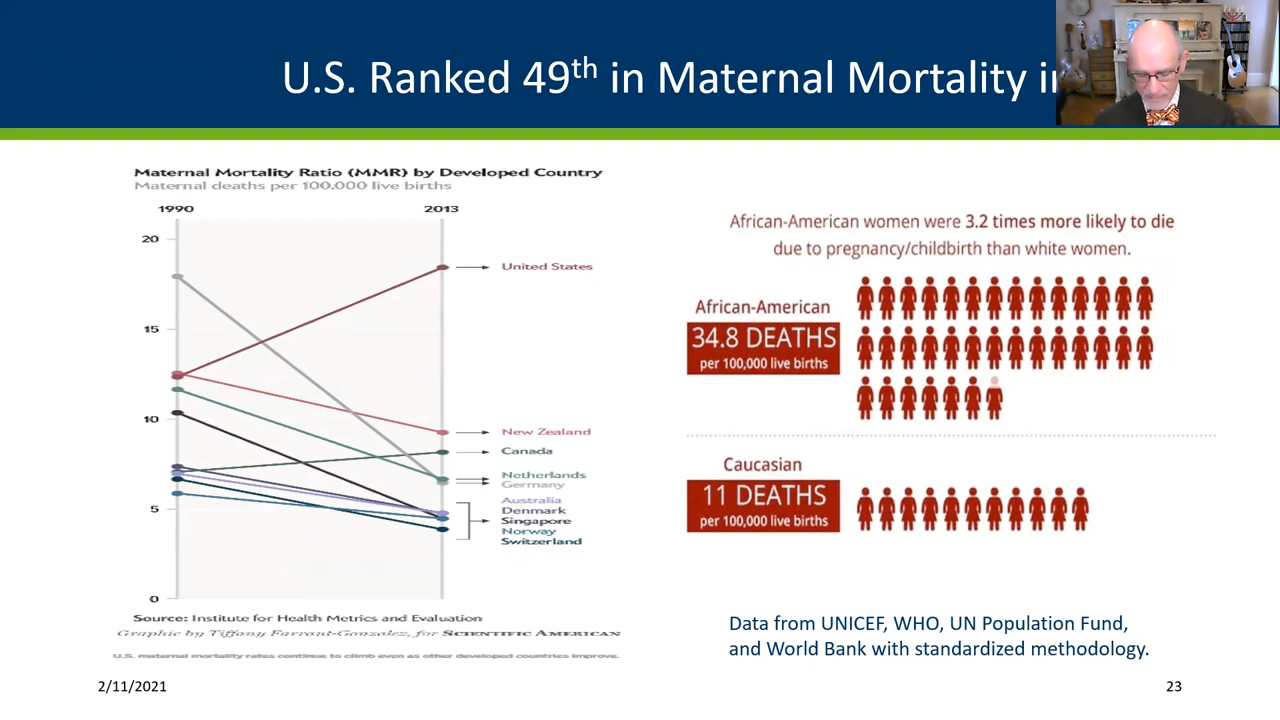 U.S. Ranked 49th in Maternal Mortality in
Maternal Mortality Ratio (MMR) by Developed Country
Maternal deaths per 100,000 live births
1990
2013
20
15
10
5
0
United States
New Zealand
Canada
Netherlands
Germany
Australia
Denmark
Singapore
Norway
Switzerland
Source: Institute for Health Metrics and Evaluation
Graphic by Tiffany Farrant-Gonzalez, for SCIENTIFIC AMERICAN
U.S. maternal mortality rates continue to climb even as other developed countries improve.
African-American women were 3.2 times more likely to die
due to pregnancy/childbirth than white women.
African-American
34.8 DEATHS
per 100,000 live births
Caucasian
11 DEATHS
per 100,000 live births
Data from UNICEF, WHO, UN Population Fund,
and World Bank with standardized methodology.
2/11/2021
23